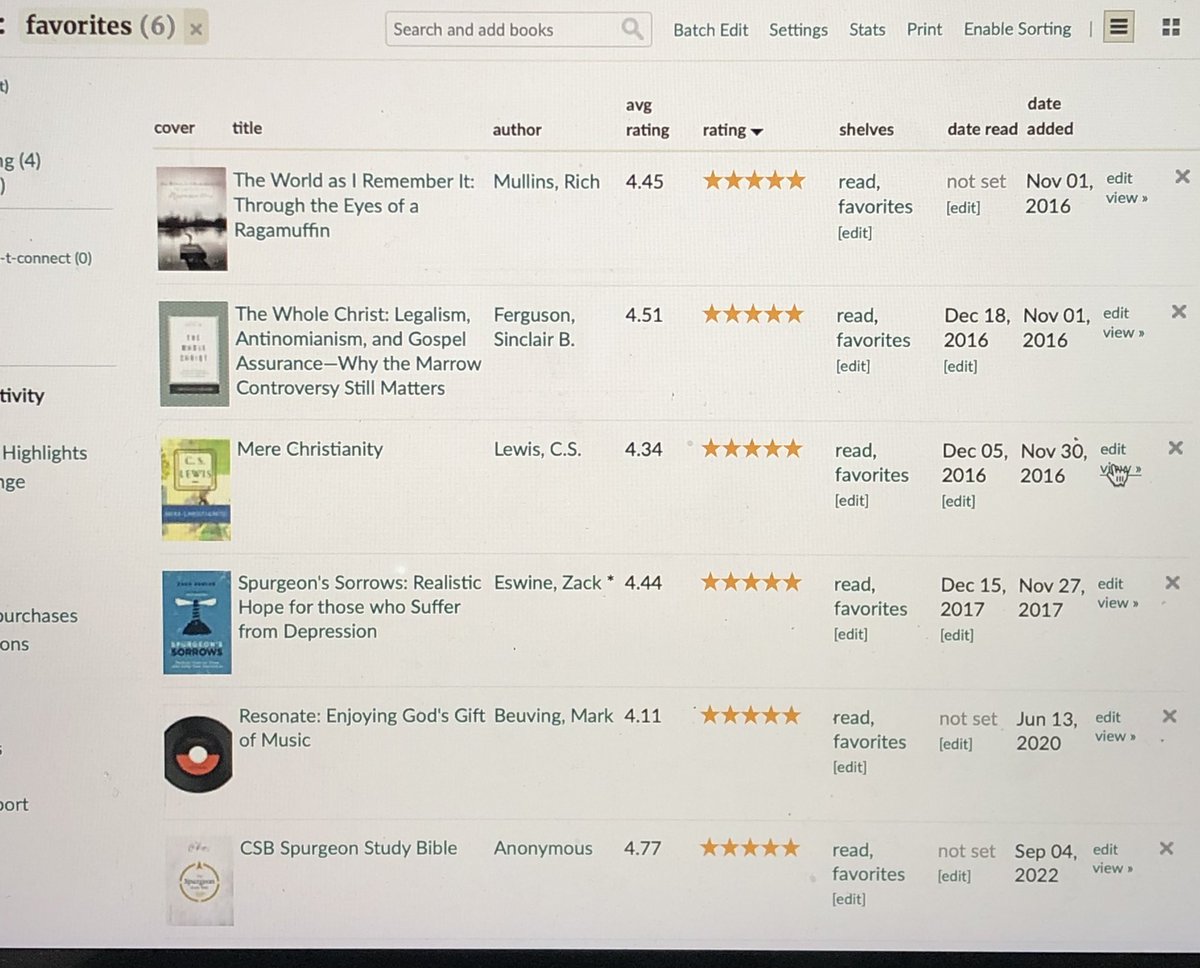 : favorites (6) ×
Search and add books
Batch Edit Settings Stats Print Enable Sorting |
t)
ng (4)
)
-t-connect (0)
tivity
Highlights
nge
purchases
ons
s
port
cover title author avg rating rating shelves date read date added
The World as I Remember It: Mullins, Rich 4.45 read, not set Nov 01, edit
Through the Eyes of a favorites [edit] 2016 view »
Ragamuffin [edit]
The Whole Christ: Legalism, Ferguson, 4.51 read, Dec 18, Nov 01, edit
Antinomianism, and Gospel Sinclair B. favorites 2016 2016 view »
Assurance—Why the Marrow [edit] [edit]
Controversy Still Matters
THE
WHOLE
CHRIST
Mere Christianity Lewis, C.S. 4.34 read, Dec 05, Nov 30, edit
favorites 2016 2016 view »
[edit] [edit]
C. S.
LEWIS
MERE CHRISTIANITY
Spurgeon's Sorrows: Realistic Eswine, Zack * 4.44 read, Dec 15, Nov 27, edit
Hope for those who Suffer favorites 2017 2017 view »
from Depression [edit] [edit]
ZACK ESWINE
SPURGEON'S
SORROWS
Resonate: Enjoying God's Gift Beuving, Mark 4.11 read, not set Jun 13, edit
of Music favorites [edit] 2020 view »
[edit]
CSB Spurgeon Study Bible Anonymous 4.77 read, not set Sep 04, edit
favorites [edit] 2022 view »
[edit]
Spurgeon